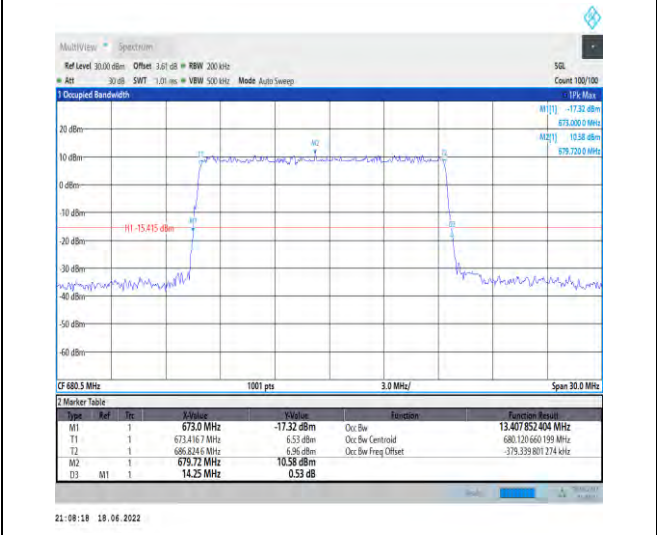 MultiView Spectrum
Ref Level 30.00 dBm Offset 3.61 dB RBW 200 kHz SGL
Att 30 dB SWT 1.01 ms VBW 500 kHz Mode Auto Sweep Count 100/100
1 Occupied Bandwidth 1Pk Max
M1[1] -17.32 dBm
673.000 0 MHz
M2[1] 10.58 dBm
679.720 0 MHz
20 dBm
M2
10 dBm T1 T2
0 dBm
-10 dBm
H1 -15.415 dBm M1 D3
-20 dBm
-30 dBm
-40 dBm
-50 dBm
-60 dBm
CF 680.5 MHz 1001 pts 3.0 MHz/ Span 30.0 MHz
2 Marker Table
Type Ref Trc X-Value Y-Value Function Function Result
M1 1 673.0 MHz -17.32 dBm Occ Bw 13.407 852 404 MHz
T1 1 673.416 7 MHz 6.53 dBm Occ Bw Centroid 680.120 660 199 MHz
T2 1 686.824 6 MHz 6.96 dBm Occ Bw Freq Offset -379.339 801 274 kHz
M2 1 679.72 MHz 10.58 dBm
D3 M1 1 14.25 MHz 0.53 dB
21:08:18 18.06.2022